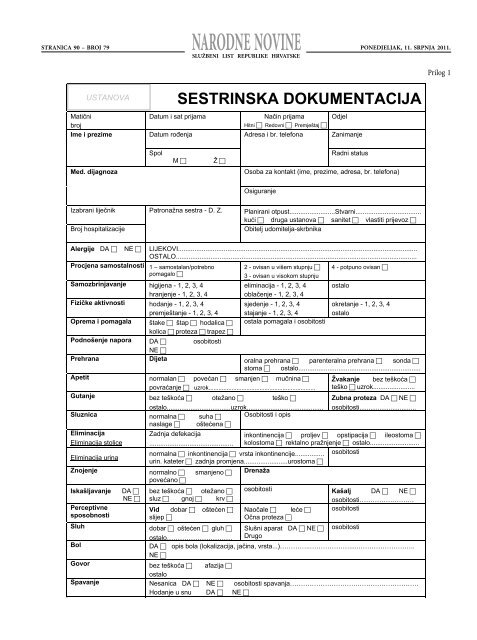 STRANICA 90 – BROJ 79 NARODNE NOVINE PONEDJELJAK, 11. SRPNJA 2011.
SLUŽBENI LIST REPUBLIKE HRVATSKE
Prilog 1
USTANOVA SESTRINSKA DOKUMENTACIJA
Matični broj Datum i sat prijama Način prijama Odjel
Hitni □ Redovni □ Premještaj □
Ime i prezime Datum rođenja Adresa i br. telefona Zanimanje
Spol Radni status
M □ Ž □
Med. dijagnoza Osoba za kontakt (ime, prezime, adresa, br. telefona)
Osiguranje
Izabrani liječnik Patronažna sestra - D. Z. Planirani otpust.......................Stvarni.................................
kući □ druga ustanova □ sanitet □ vlastiti prijevoz □
Broj hospitalizacije Obitelj udomitelja-skrbnika
Alergije DA □ NE □ LIJEKOVI..........................................................
OSTALO..........................................................
Procjena samostalnosti 1 – samostalan/potrebno pomagalo □ 2 - ovisan u višem stupnju □ 4 - potpuno ovisan □
3 - ovisan u visokom stupnju
Samozbrinjavanje higijena - 1, 2, 3, 4 eliminacija - 1, 2, 3, 4 ostalo
hranjenje - 1, 2, 3, 4 oblačenje - 1, 2, 3, 4
Fizičke aktivnosti hodanje - 1, 2, 3, 4 sjedenje - 1, 2, 3, 4 okretanje - 1, 2, 3, 4
premještanje - 1, 2, 3, 4 stajanje - 1, 2, 3, 4 ostalo
Oprema i pomagala štake □ štap □ hodalica □ ostala pomagala i osobitosti
kolica □ proteza □ trapez □
Podnošenje napora DA □ osobitosti
NE □
Prehrana Dijeta oralna prehrana □ parenteralna prehrana □ sonda □
stoma □ ostalo..........................
Apetit normalan □ povećan □ smanjen □ mučnina □ Žvakanje bez teškoća □
povraćanje □ uzrok.......................... teško □ uzrok..........................
Gutanje bez teškoća □ otežano □ teško □ Zubna proteza DA □ NE □
ostalo..........................uzrok.......................... osobitosti..........................
Sluznica normalna □ suha □ Osobitosti i opis
naslage □ oštećena □
Eliminacija Zadnja defekacija inkontinencija □ proljev □ opstipacija □ ileostoma □
Eliminacija stolice .......................... kolostoma □ rektalno pražnjenje □ ostalo..........................
Eliminacija urina normalna □ inkontinencija □ vrsta inkontinencije................ osobitosti
urin. kateter □ zadnja promjena........................urostoma □
Znojenje normalno □ smanjeno □ Drenaža
povećano □
Iskašljavanje DA □ bez teškoća □ otežano □ osobitosti Kašalj DA □ NE □
NE □ sluz □ gnoj □ krv □ osobitosti..........................
Perceptivne Vid dobar □ oštećen □ Naočale □ leće □ osobitosti
sposobnosti slijep □ Očna proteza □
Sluh dobar □ oštećen □ gluh □ Slušni aparat DA □ NE □ osobitosti
ostalo.......................... Drugo
Bol DA □ opis bola (lokalizacija, jačina, vrsta...)..........................
NE □
Govor bez teškoća □ afazija □
ostalo
Spavanje Nesanica DA □ NE □ osobitosti spavanja..........................
Hodanje u snu DA □ NE □